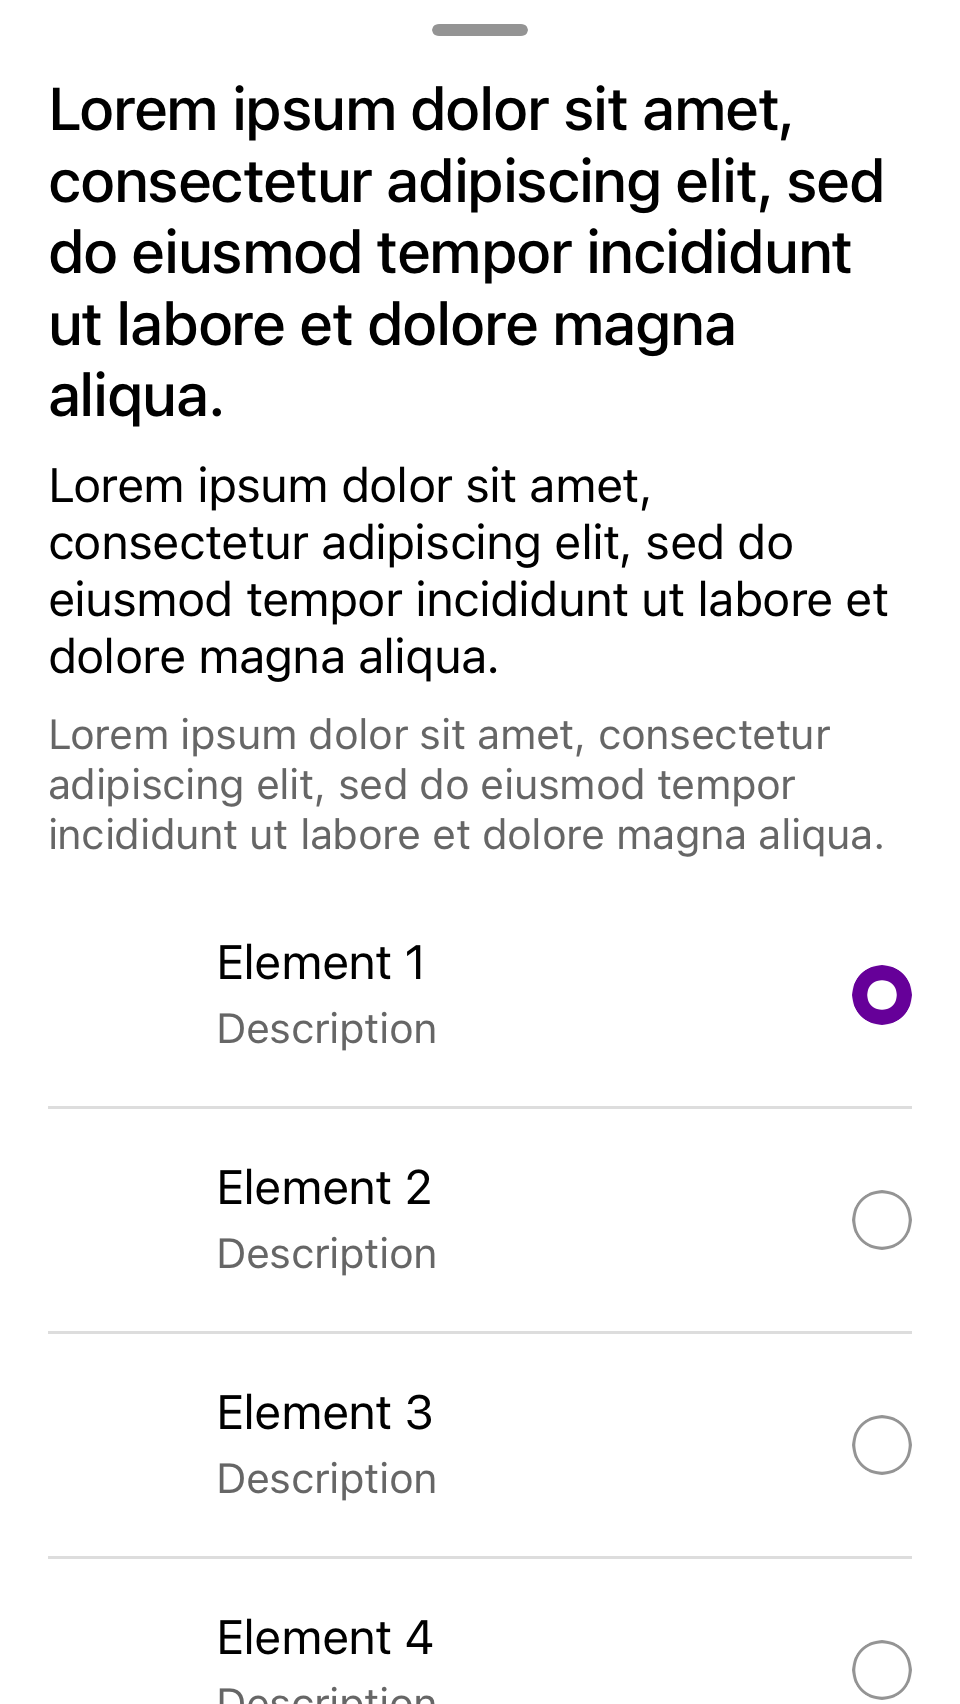 Lorem ipsum dolor sit amet,
consectetur adipiscing elit, sed
do eiusmod tempor incididunt
ut labore et dolore magna
aliqua.
Lorem ipsum dolor sit amet,
consectetur adipiscing elit, sed do
eiusmod tempor incididunt ut labore et
dolore magna aliqua.
Lorem ipsum dolor sit amet, consectetur
adipiscing elit, sed do eiusmod tempor
incididunt ut labore et dolore magna aliqua.
Element 1
Description
Element 2
Description
Element 3
Description
Element 4
Description